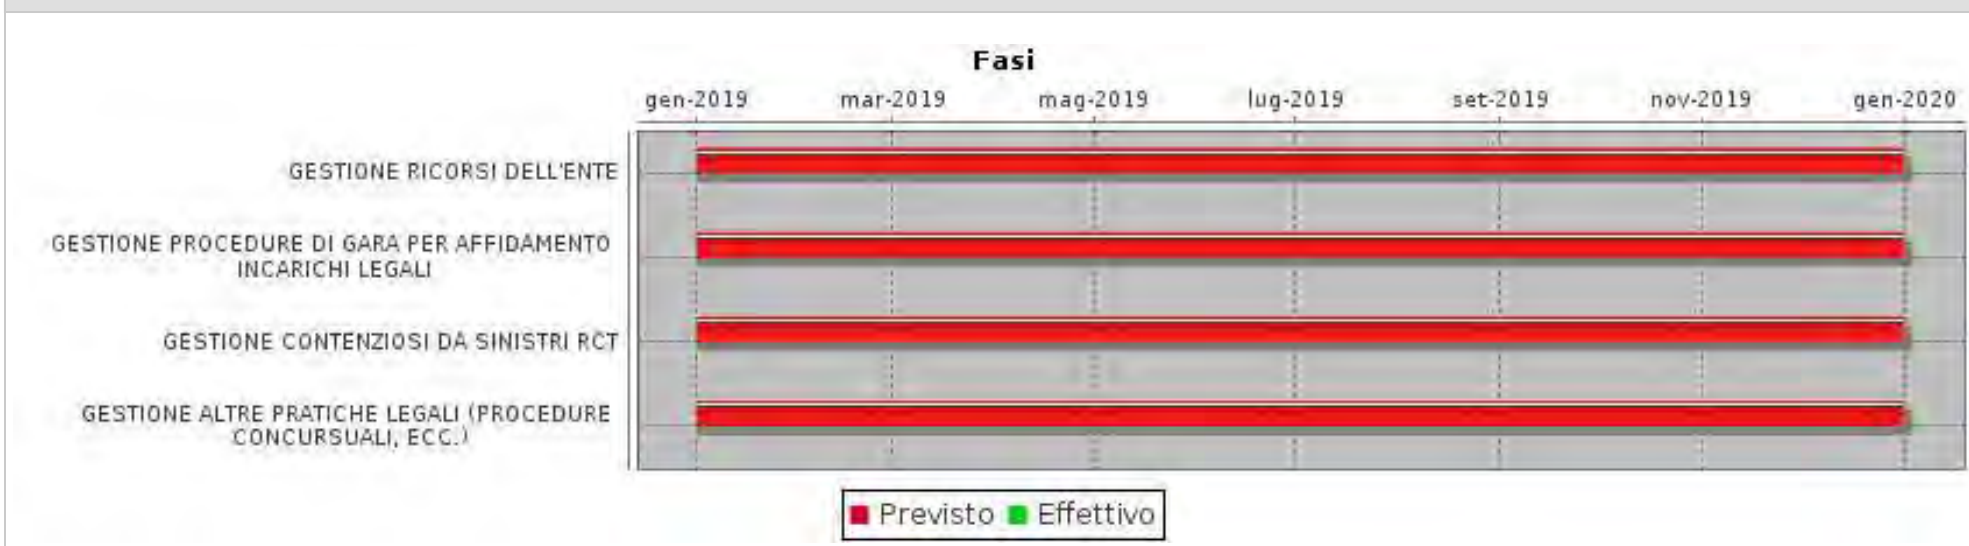 Fasi
gen-2019 mar-2019 mag-2019 lug-2019 set-2019 nov-2019 gen-2020
GESTIONE RICORSI DELL'ENTE
GESTIONE PROCEDURE DI GARA PER AFFIDAMENTO
INCARICHI LEGALI
GESTIONE CONTENZIOSI DA SINISTRI RCT
GESTIONE ALTRE PRATICHE LEGALI (PROCEDURE
CONCURSUALI, ECC.)
Previsto Effettivo